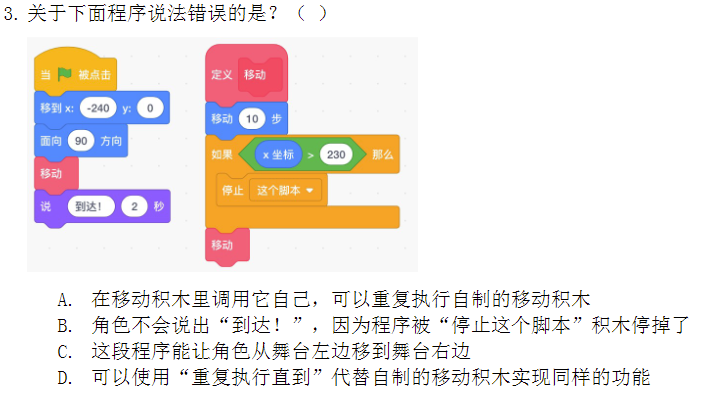 3. 关于下面程序说法错误的是？（ ）
当 被点击
移到 x: -240 y: 0
面向 90 方向
移动
说 到达！ 2 秒
定义 移动
移动 10 步
如果 x 坐标 > 230 那么
停止 这个脚本
移动
A. 在移动积木里调用它自己，可以重复执行自制的移动积木
B. 角色不会说出“到达！”，因为程序被“停止这个脚本”积木停掉了
C. 这段程序能让角色从舞台左边移到舞台右边
D. 可以使用“重复执行直到”代替自制的移动积木实现同样的功能